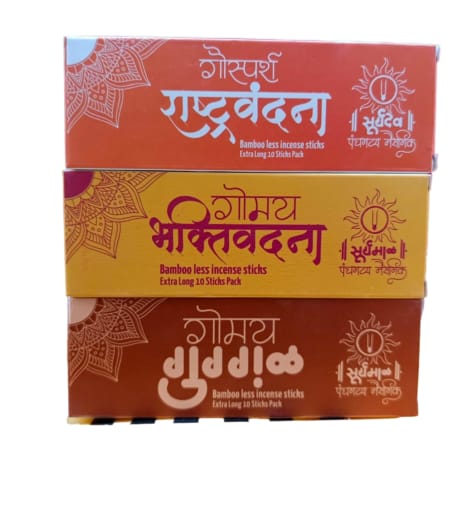 गोस्पर्श
राष्ट्रवंदना
Bamboo less incense sticks
Extra Long 10 Sticks Pack
॥ सूर्यदेव ॥
पंचगव्य नैसर्गिक
गोमय
भक्तिवंदना
Bamboo less incense sticks
Extra Long 10 Sticks Pack
॥ सूर्यमाळ ॥
पंचगव्य नैसर्गिक
गोमय
गुग्गुळ
Bamboo less incense sticks
Extra Long 10 Sticks Pack
॥ सूर्यमाळ ॥
पंचगव्य नैसर्गिक